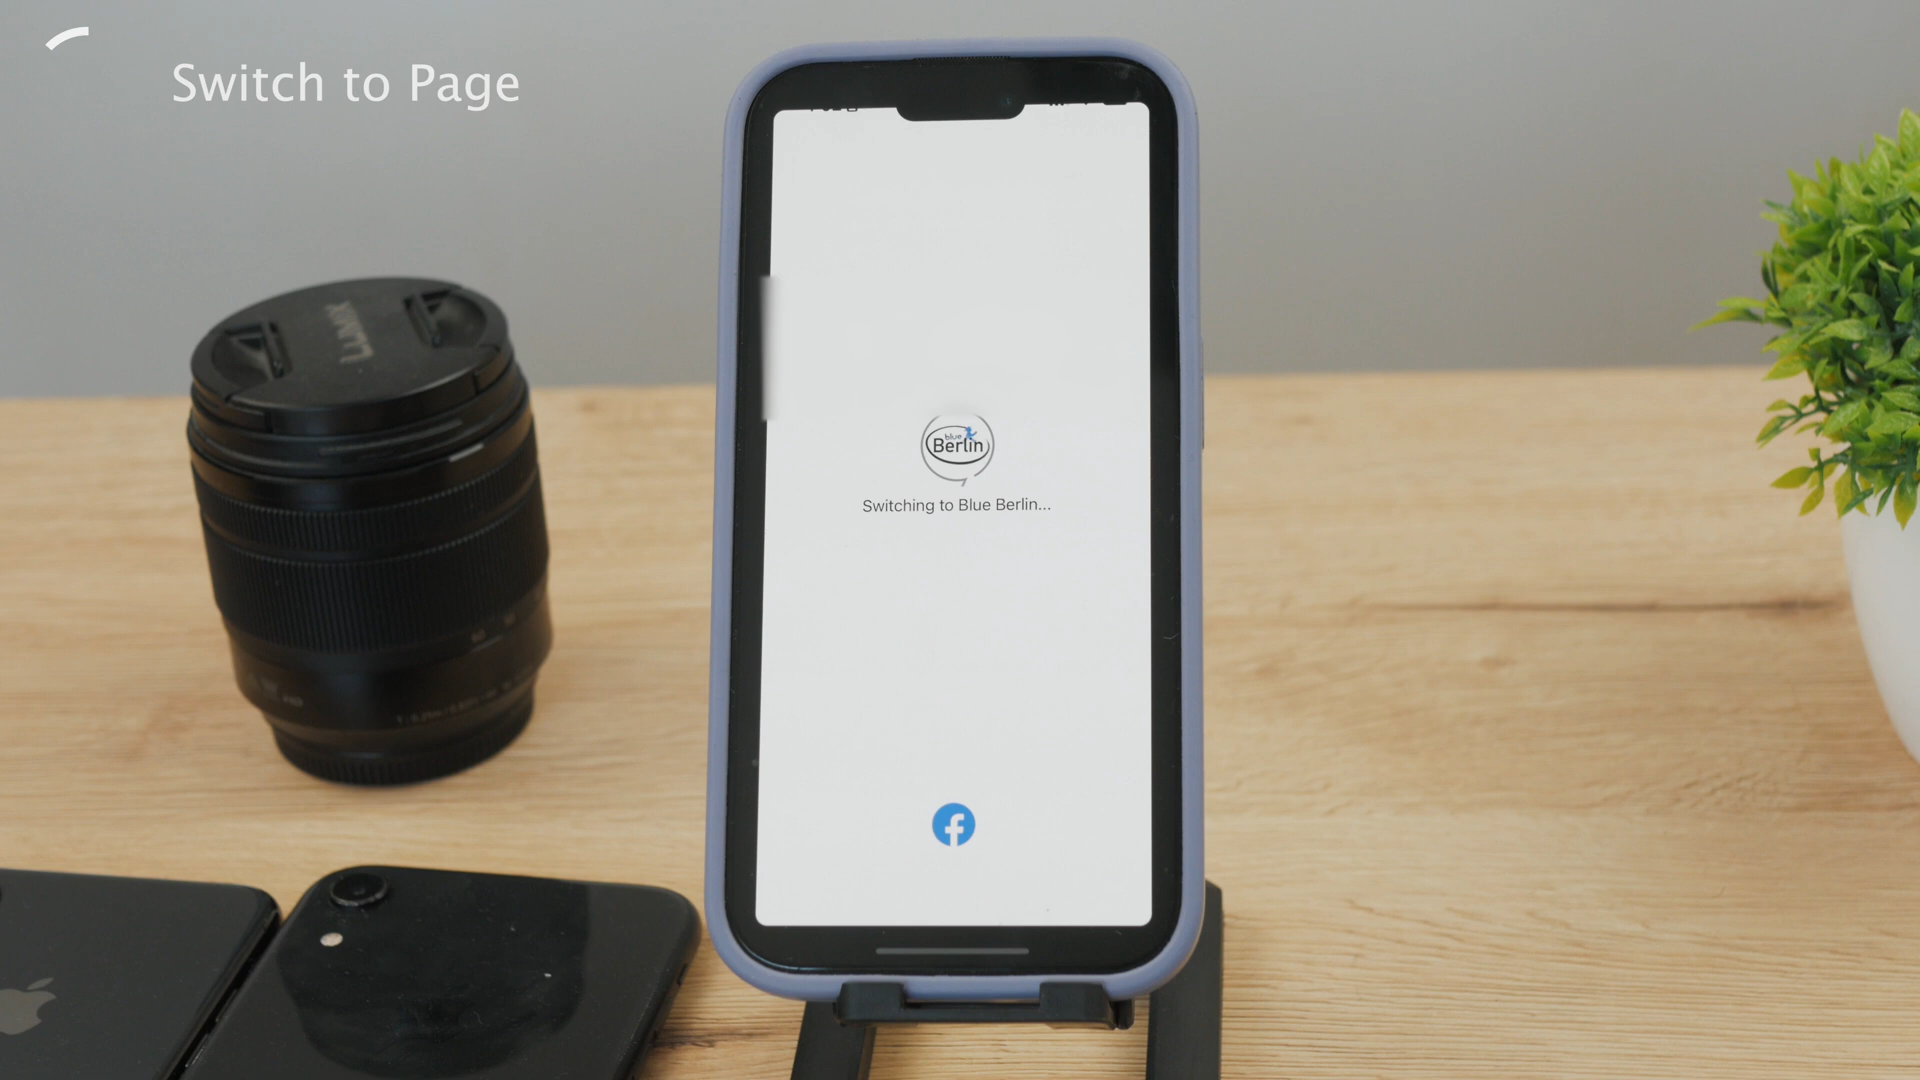 Switch to Page
LUMIX
blue
Berlin
Switching to Blue Berlin...